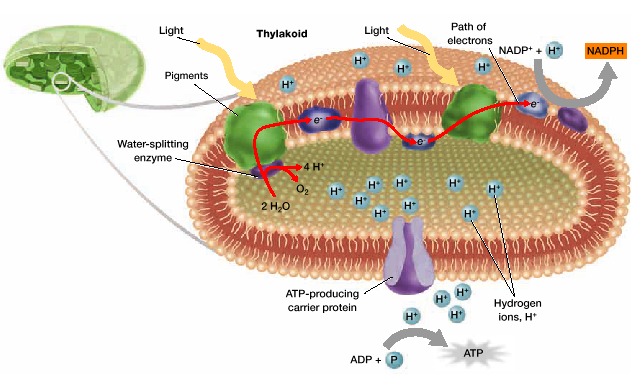 Light
Thylakoid
Light
Path of
electrons
NADP⁺ + H⁺
NADPH
Pigments
H⁺
H⁺
H⁺
H⁺
e⁻
e⁻
e⁻
Water-splitting
enzyme
4 H⁺
O₂
2 H₂O
H⁺
H⁺
H⁺
H⁺
H⁺
H⁺
H⁺
H⁺
H⁺
H⁺
ATP-producing
carrier protein
H⁺
H⁺
H⁺
H⁺
Hydrogen
ions, H⁺
ADP + P
ATP